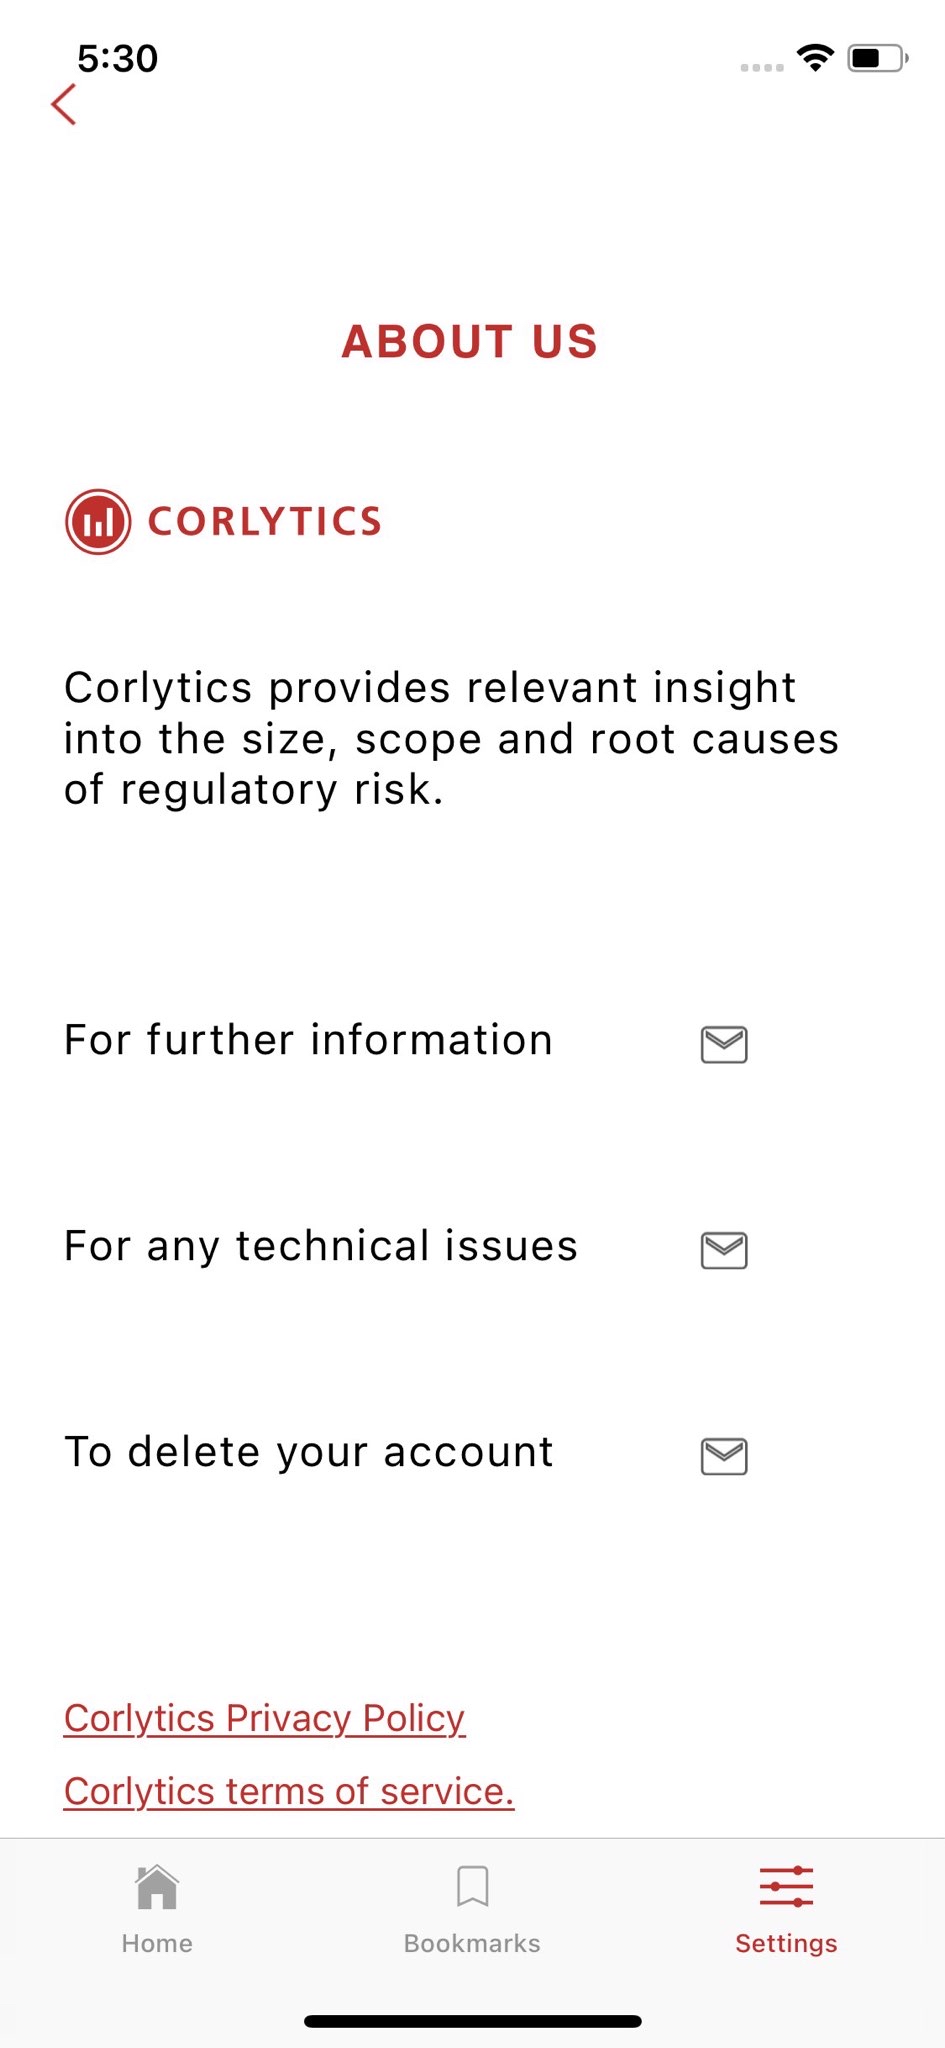 5:30
ABOUT US
CORLYTICS
Corlytics provides relevant insight
into the size, scope and root causes
of regulatory risk.
For further information
For any technical issues
To delete your account
Corlytics Privacy Policy
Corlytics terms of service.
Home
Bookmarks
Settings